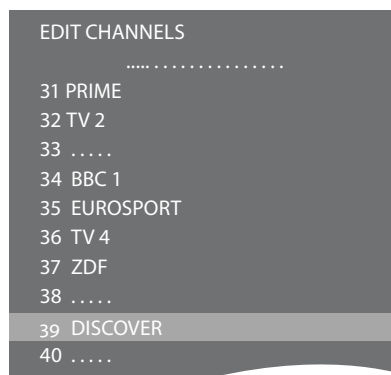 EDIT CHANNELS
..... . . . . . . . . . . . . . . .
31 PRIME
32 TV 2
33 . . . . .
34 BBC 1
35 EUROSPORT
36 TV 4
37 ZDF
38 . . . . .
39 DISCOVER
40 . . . . .